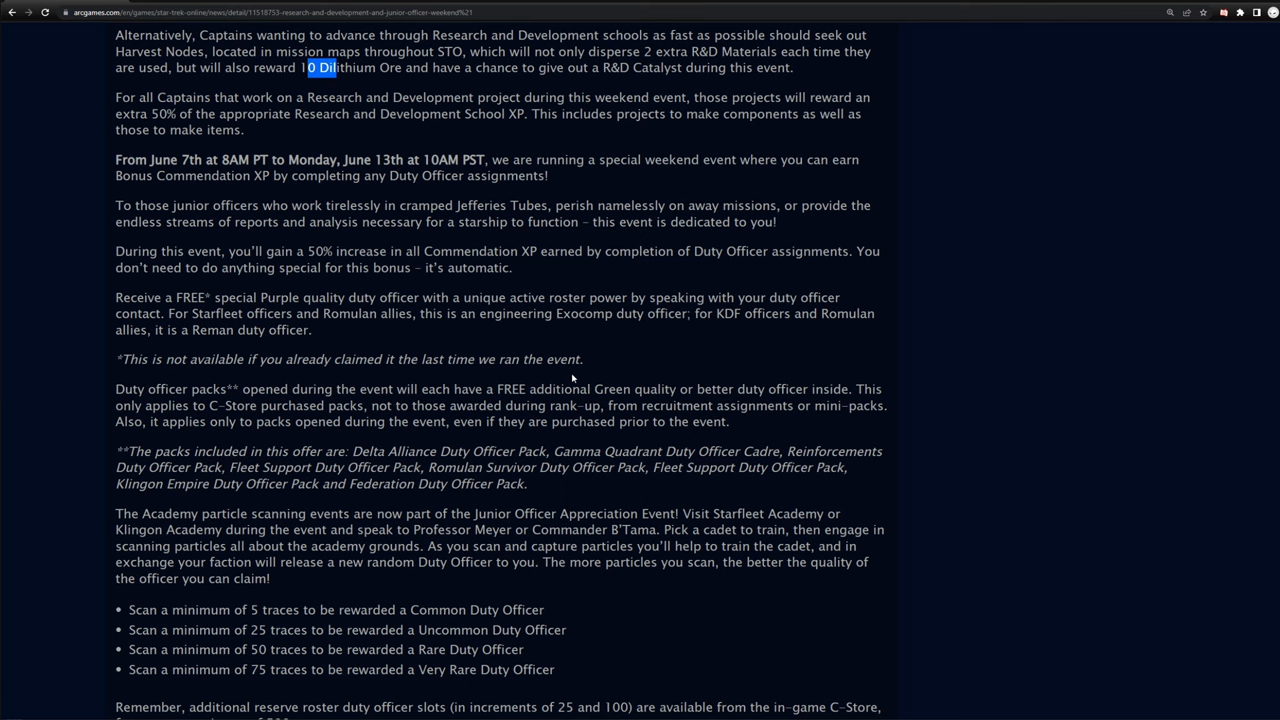 arcgames.com/en/games/star-trek-online/news/detail/11518753-research-and-development-and-junior-officer-weekend%21
Alternatively, Captains wanting to advance through Research and Development schools as fast as possible should seek out
Harvest Nodes, located in mission maps throughout STO, which will not only disperse 2 extra R&D Materials each time they
are used, but will also reward 10 Dilithium Ore and have a chance to give out a R&D Catalyst during this event.
For all Captains that work on a Research and Development project during this weekend event, those projects will reward an
extra 50% of the appropriate Research and Development School XP. This includes projects to make components as well as
those to make items.
From June 7th at 8AM PT to Monday, June 13th at 10AM PST, we are running a special weekend event where you can earn
Bonus Commendation XP by completing any Duty Officer assignments!
To those junior officers who work tirelessly in cramped Jefferies Tubes, perish namelessly on away missions, or provide the
endless streams of reports and analysis necessary for a starship to function – this event is dedicated to you!
During this event, you'll gain a 50% increase in all Commendation XP earned by completion of Duty Officer assignments. You
don't need to do anything special for this bonus – it's automatic.
Receive a FREE* special Purple quality duty officer with a unique active roster power by speaking with your duty officer
contact. For Starfleet officers and Romulan allies, this is an engineering Exocomp duty officer; for KDF officers and Romulan
allies, it is a Reman duty officer.
*This is not available if you already claimed it the last time we ran the event.
Duty officer packs** opened during the event will each have a FREE additional Green quality or better duty officer inside. This
only applies to C-Store purchased packs, not to those awarded during rank-up, from recruitment assignments or mini-packs.
Also, it applies only to packs opened during the event, even if they are purchased prior to the event.
**The packs included in this offer are: Delta Alliance Duty Officer Pack, Gamma Quadrant Duty Officer Cadre, Reinforcements
Duty Officer Pack, Fleet Support Duty Officer Pack, Romulan Survivor Duty Officer Pack, Fleet Support Duty Officer Pack,
Klingon Empire Duty Officer Pack and Federation Duty Officer Pack.
The Academy particle scanning events are now part of the Junior Officer Appreciation Event! Visit Starfleet Academy or
Klingon Academy during the event and speak to Professor Meyer or Commander B'Tama. Pick a cadet to train, then engage in
scanning particles all about the academy grounds. As you scan and capture particles you'll help to train the cadet, and in
exchange your faction will release a new random Duty Officer to you. The more particles you scan, the better the quality of
the officer you can claim!
• Scan a minimum of 5 traces to be rewarded a Common Duty Officer
• Scan a minimum of 25 traces to be rewarded a Uncommon Duty Officer
• Scan a minimum of 50 traces to be rewarded a Rare Duty Officer
• Scan a minimum of 75 traces to be rewarded a Very Rare Duty Officer
Remember, additional reserve roster duty officer slots (in increments of 25 and 100) are available from the in-game C-Store,